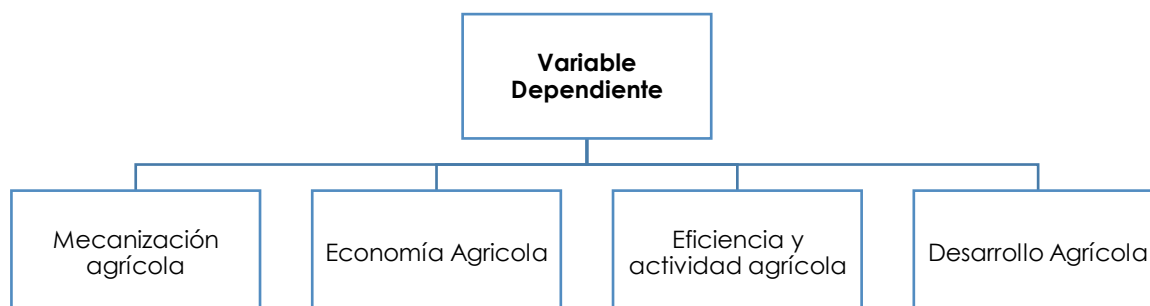 Variable
Dependiente
Mecanización
agrícola
Economía Agricola
Eficiencia y
actividad agrícola
Desarrollo Agrícola